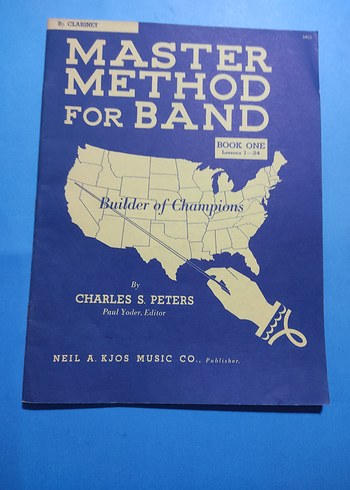 Bb CLARINET
MASTER
METHOD
FOR BAND
BOOK ONE
Lessons 1—24
Builder of Champions
By
CHARLES S. PETERS
Paul Yoder, Editor
NEIL A. KJOS MUSIC CO., Publisher,